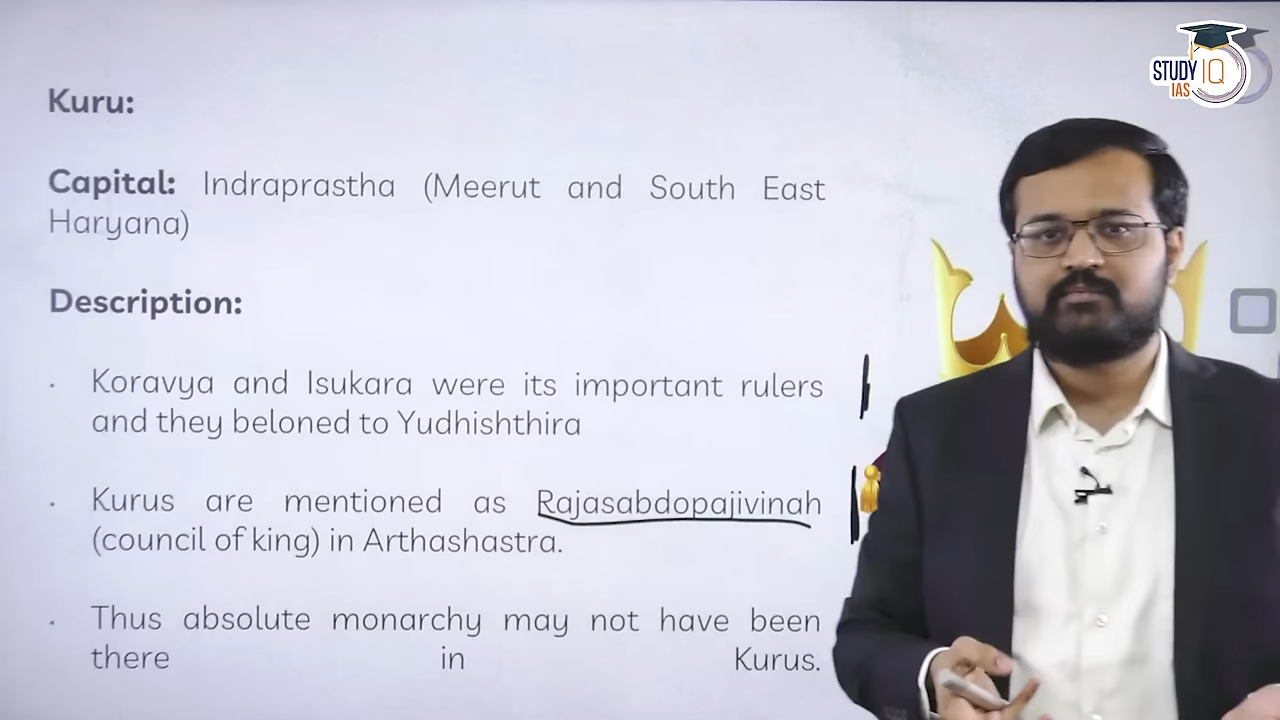 STUDY IQ
IAS
Kuru:
Capital: Indraprastha (Meerut and South East
Haryana)
Description:
· Koravya and Isukara were its important rulers
and they beloned to Yudhishthira
· Kurus are mentioned as Rajasabdopajivinah
(council of king) in Arthashastra.
· Thus absolute monarchy may not have been
there in Kurus.